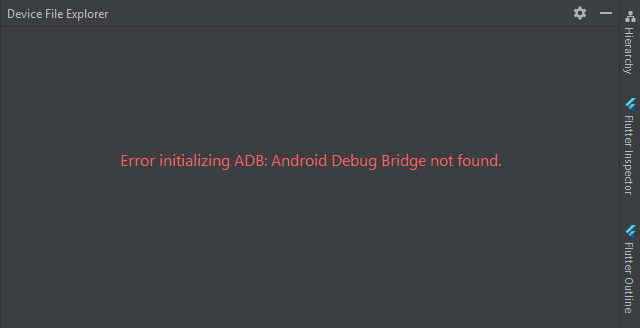 Device File Explorer
Error initializing ADB: Android Debug Bridge not found.
Hierarchy
Flutter Inspector
Flutter Outline